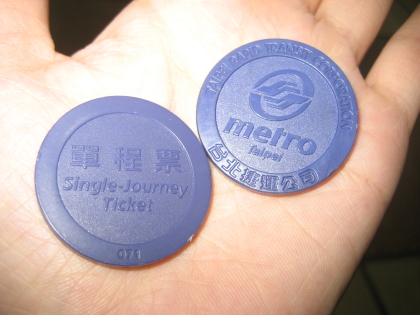 單程票
Single-Journey
Ticket
071
TAIPEI RAPID TRANSIT CORPORATION
metro
taipei
台北捷運公司